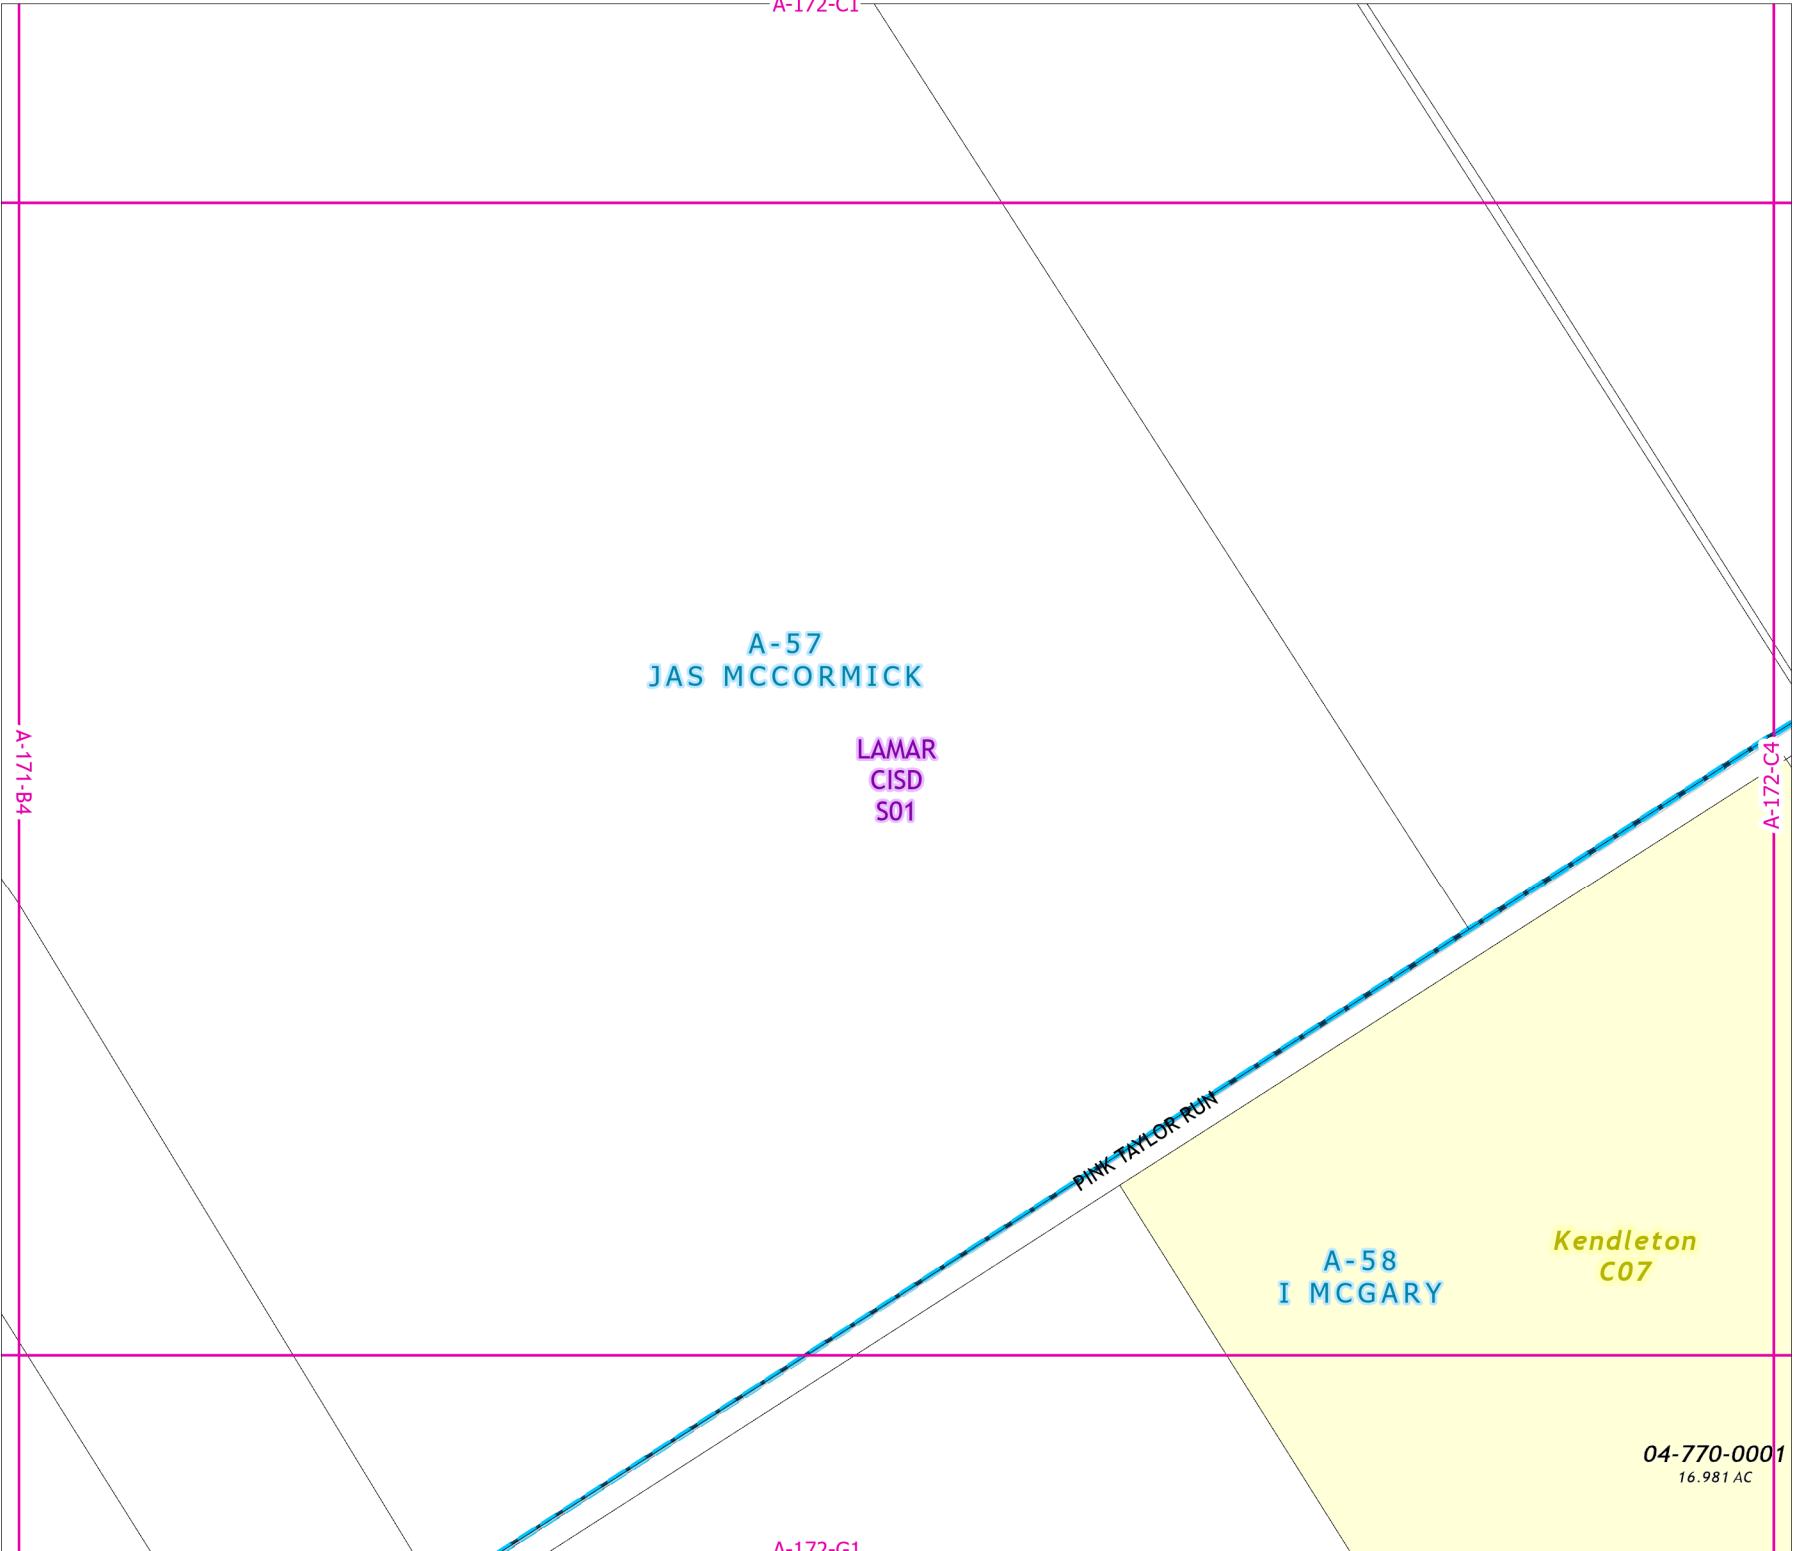 A-172-C1
A-57
JAS MCCORMICK
LAMAR
CISD
S01
A-171-B4
A-172-C4
PINK TAYLOR RUN
Kendleton
C07
A-58
I MCGARY
04-770-0001
16.981 AC
A-172-G1